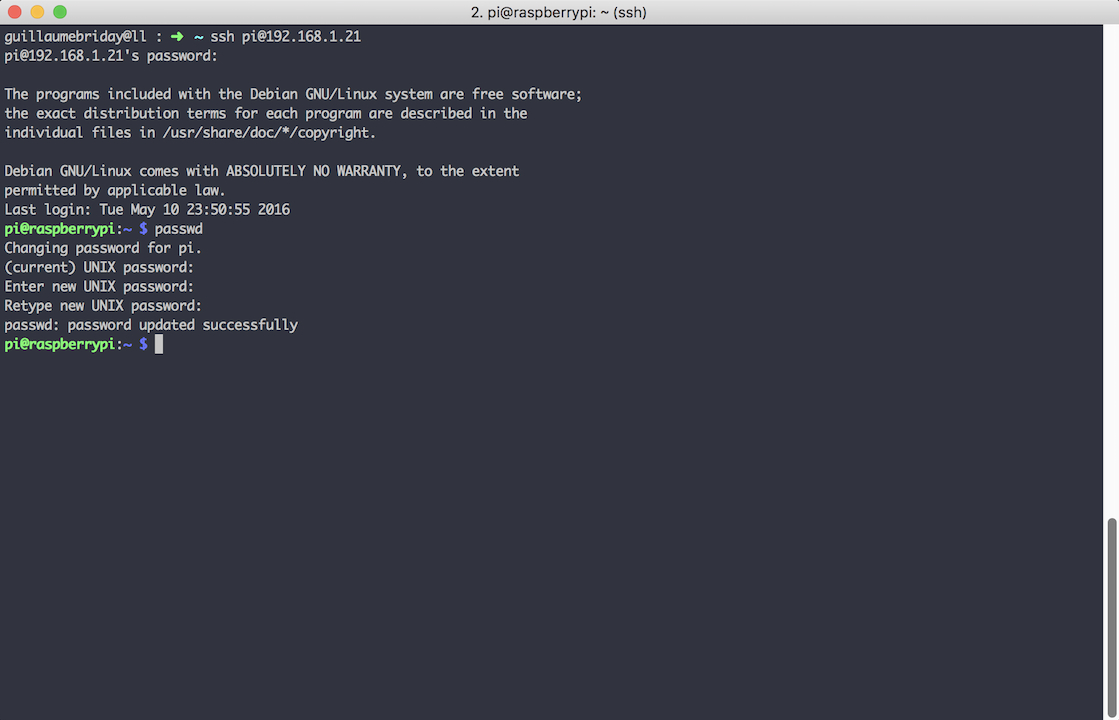 2. pi@raspberrypi: ~ (ssh)
guillaumebriday@ll : ➜ ~ ssh pi@192.168.1.21
pi@192.168.1.21's password:
The programs included with the Debian GNU/Linux system are free software;
the exact distribution terms for each program are described in the
individual files in /usr/share/doc/*/copyright.
Debian GNU/Linux comes with ABSOLUTELY NO WARRANTY, to the extent
permitted by applicable law.
Last login: Tue May 10 23:50:55 2016
pi@raspberrypi:~ $ passwd
Changing password for pi.
(current) UNIX password:
Enter new UNIX password:
Retype new UNIX password:
passwd: password updated successfully
pi@raspberrypi:~ $